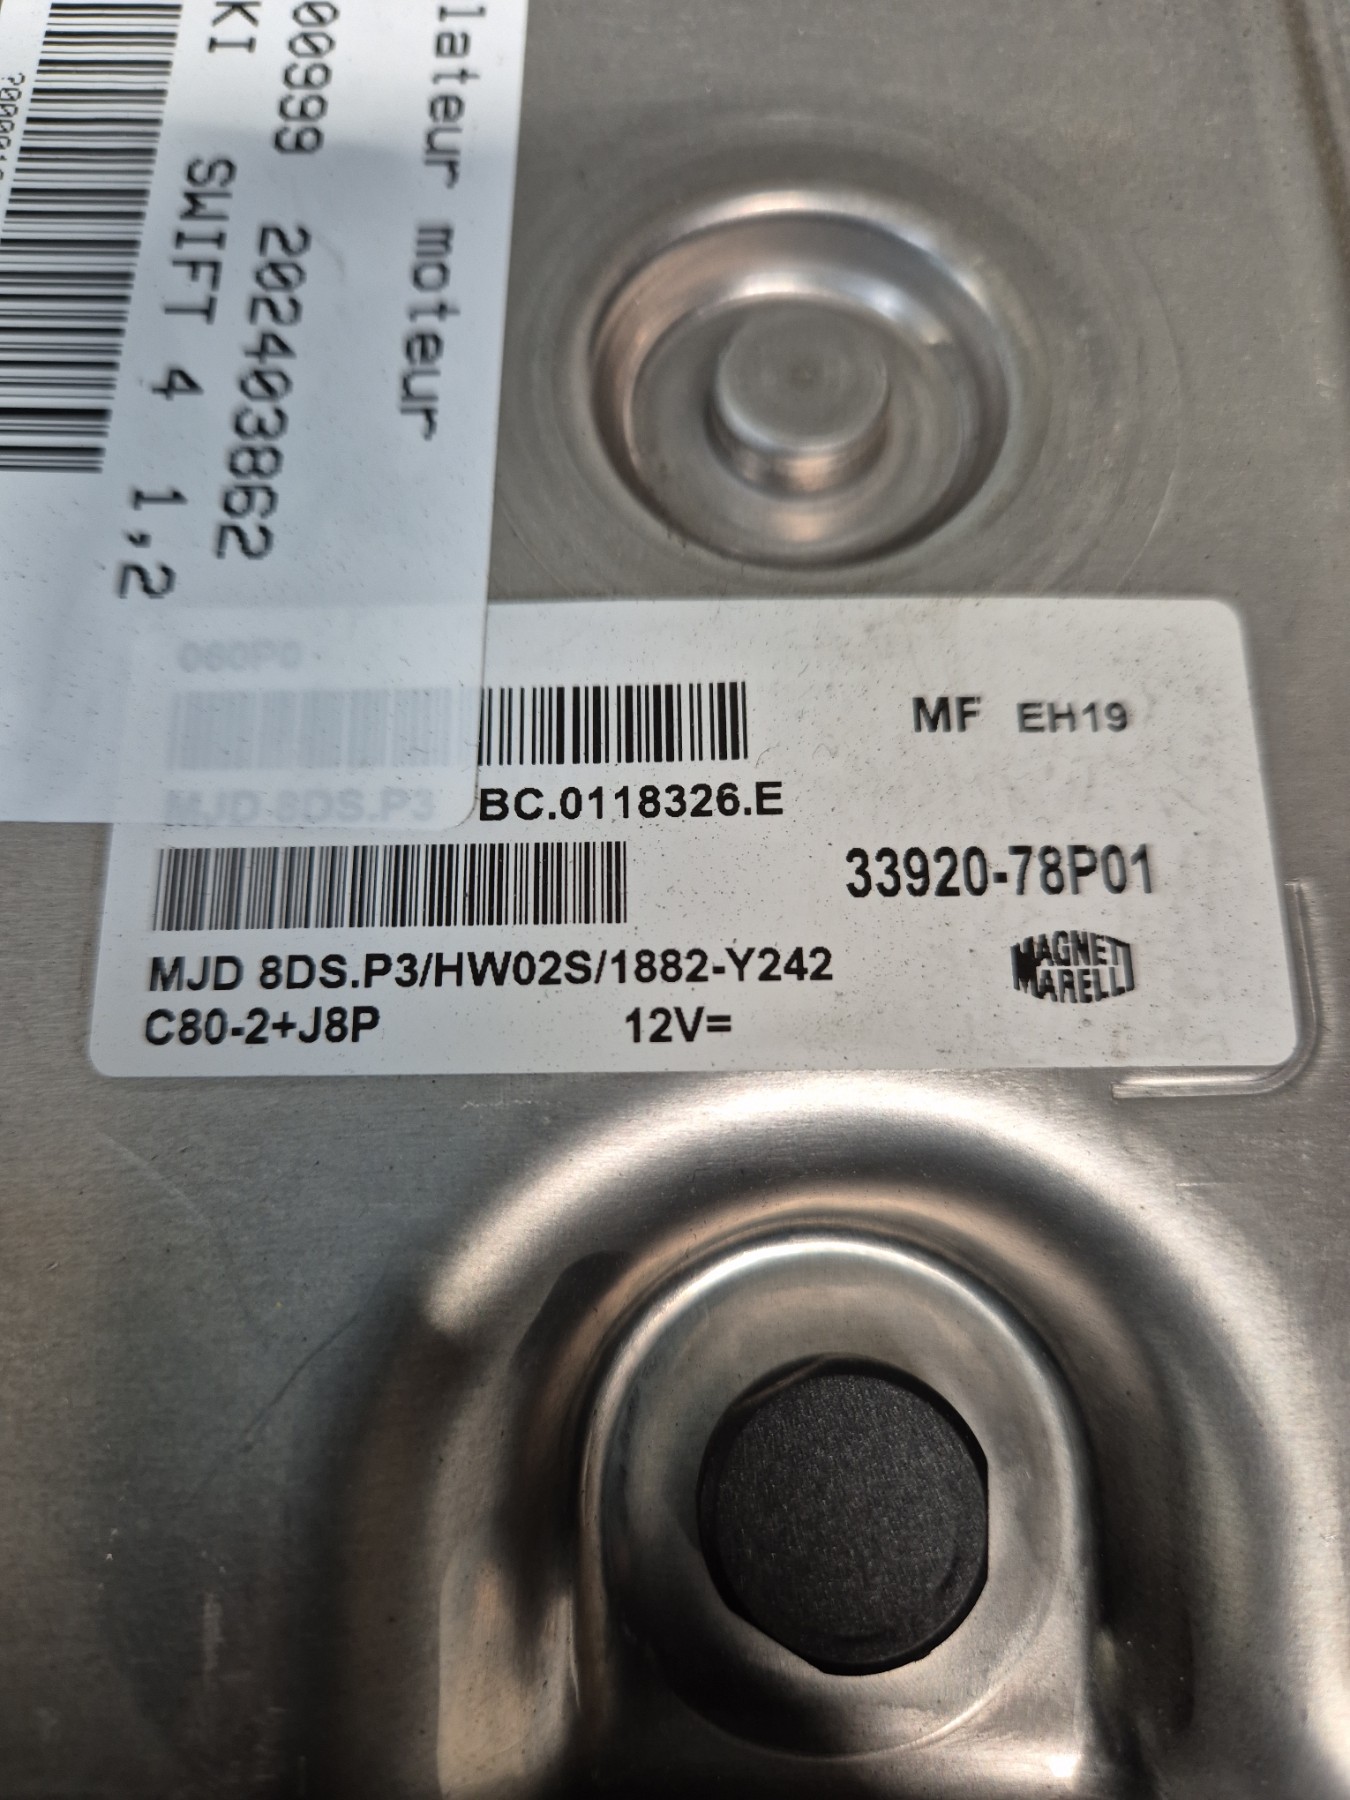 lateur moteur
00999 202403862
KI SWIFT 4 1,2
060P0
MF EH19
MJD 8DS.P3 BC.0118326.E
33920-78P01
MAGNETI MARELLI
MJD 8DS.P3/HW02S/1882-Y242
C80-2+J8P 12V=